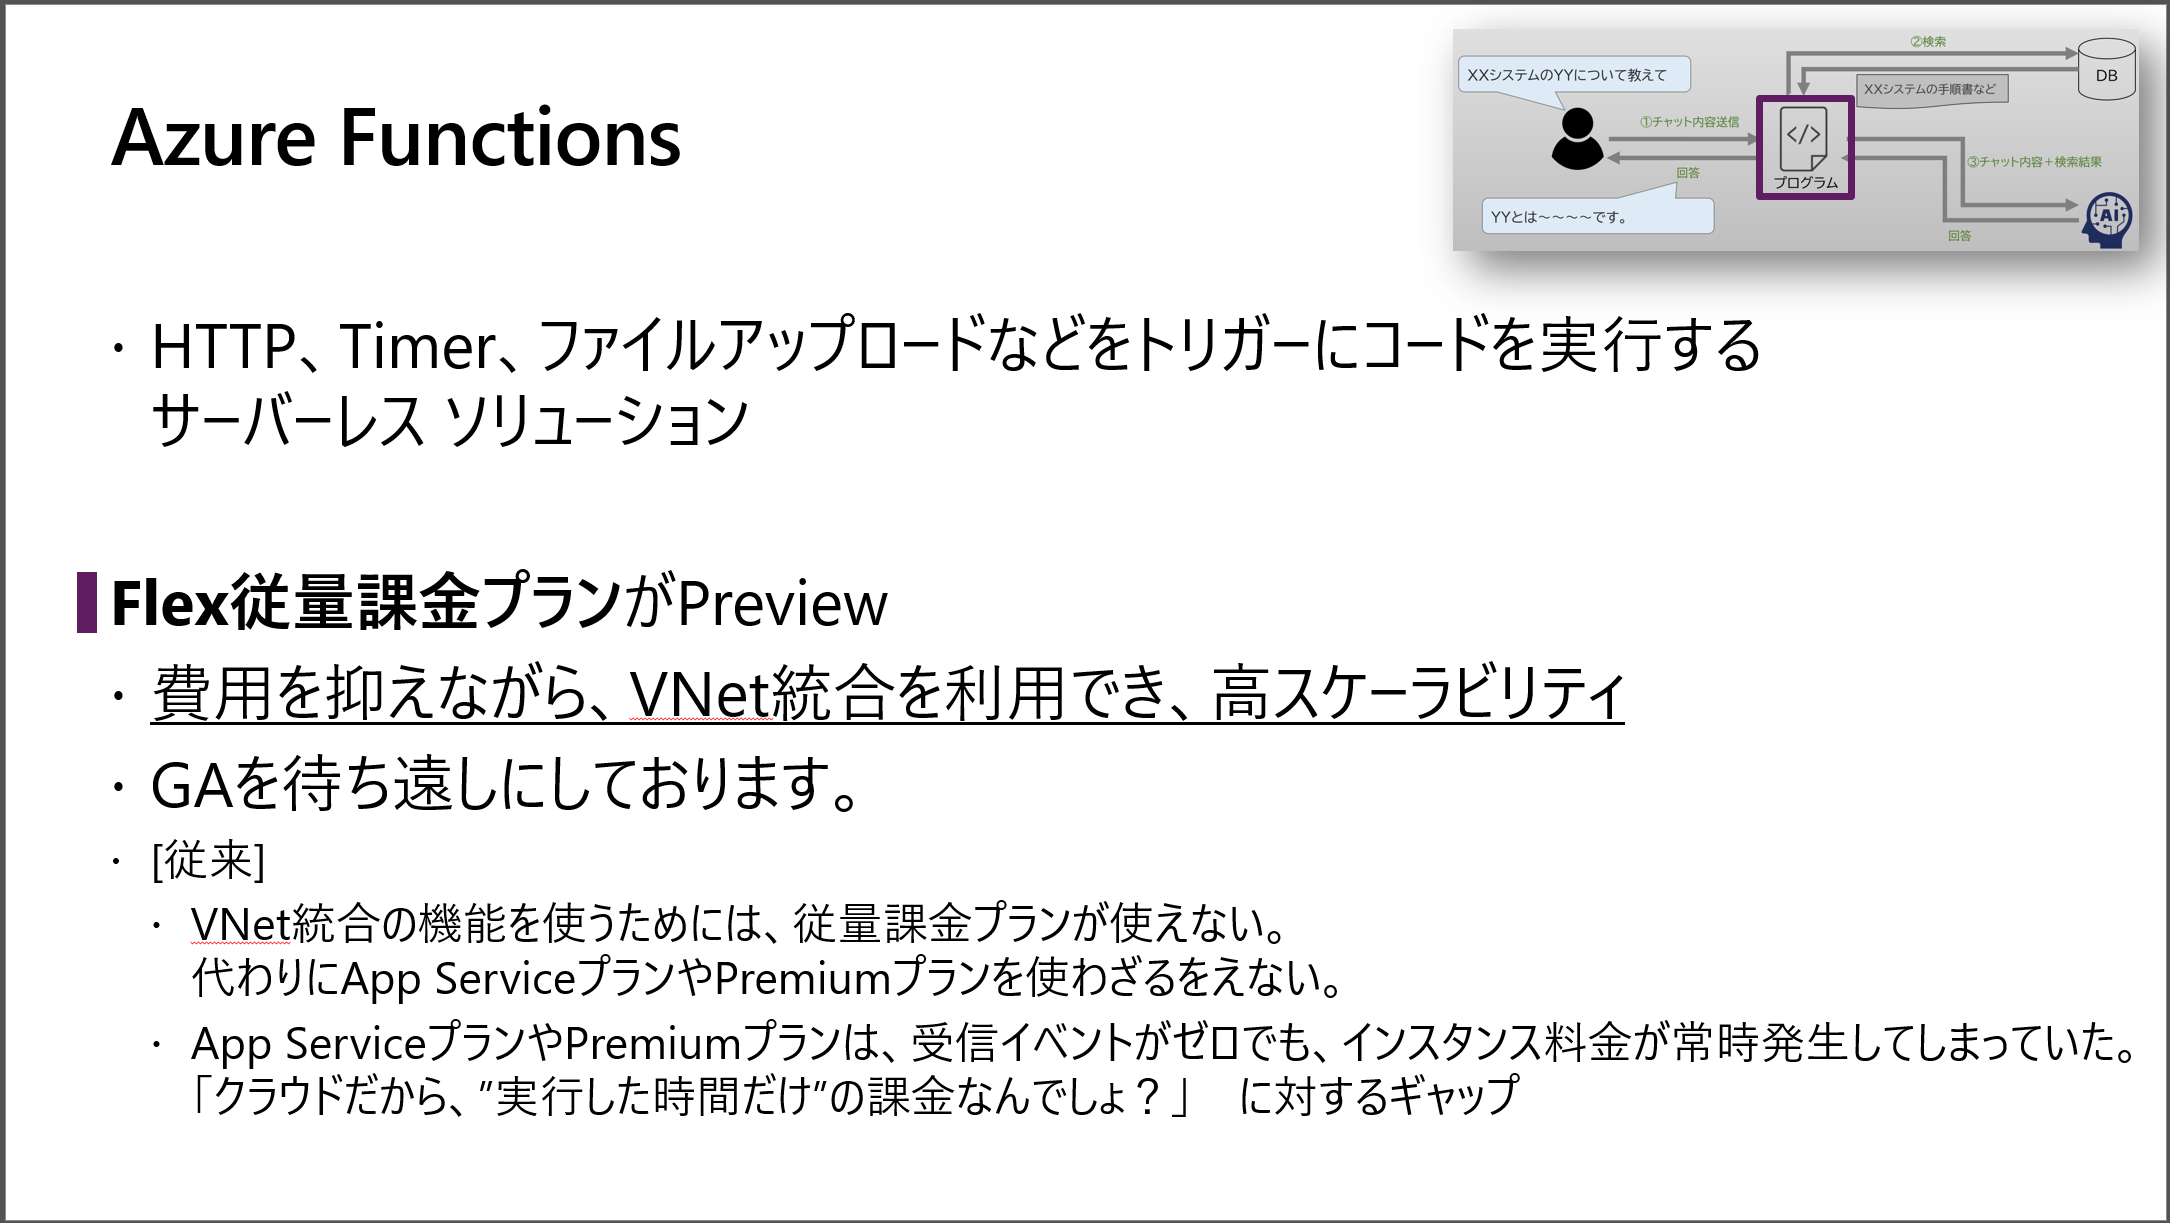 Azure Functions
②検索
XXシステムのYYについて教えて
DB
XXシステムの手順書など
①チャット内容送信
プログラム
③チャット内容＋検索結果
回答
YYとは～～～～です。
AI
回答
・HTTP、Timer、ファイルアップロードなどをトリガーにコードを実行する
サーバーレス ソリューション
Flex従量課金プランがPreview
・費用を抑えながら、VNet統合を利用でき、高スケーラビリティ
・GAを待ち遠しにしております。
・[従来]
・VNet統合の機能を使うためには、従量課金プランが使えない。
代わりにApp ServiceプランやPremiumプランを使わざるをえない。
・App ServiceプランやPremiumプランは、受信イベントがゼロでも、インスタンス料金が常時発生してしまっていた。
「クラウドだから、”実行した時間だけ”の課金なんでしょ？」　に対するギャップ